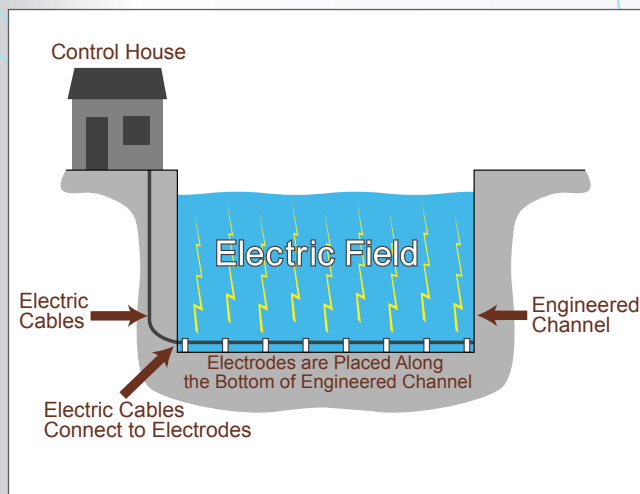 Control House
Electric Field
Electric
Cables
Engineered
Channel
Electrodes are Placed Along
the Bottom of Engineered Channel
Electric Cables
Connect to Electrodes